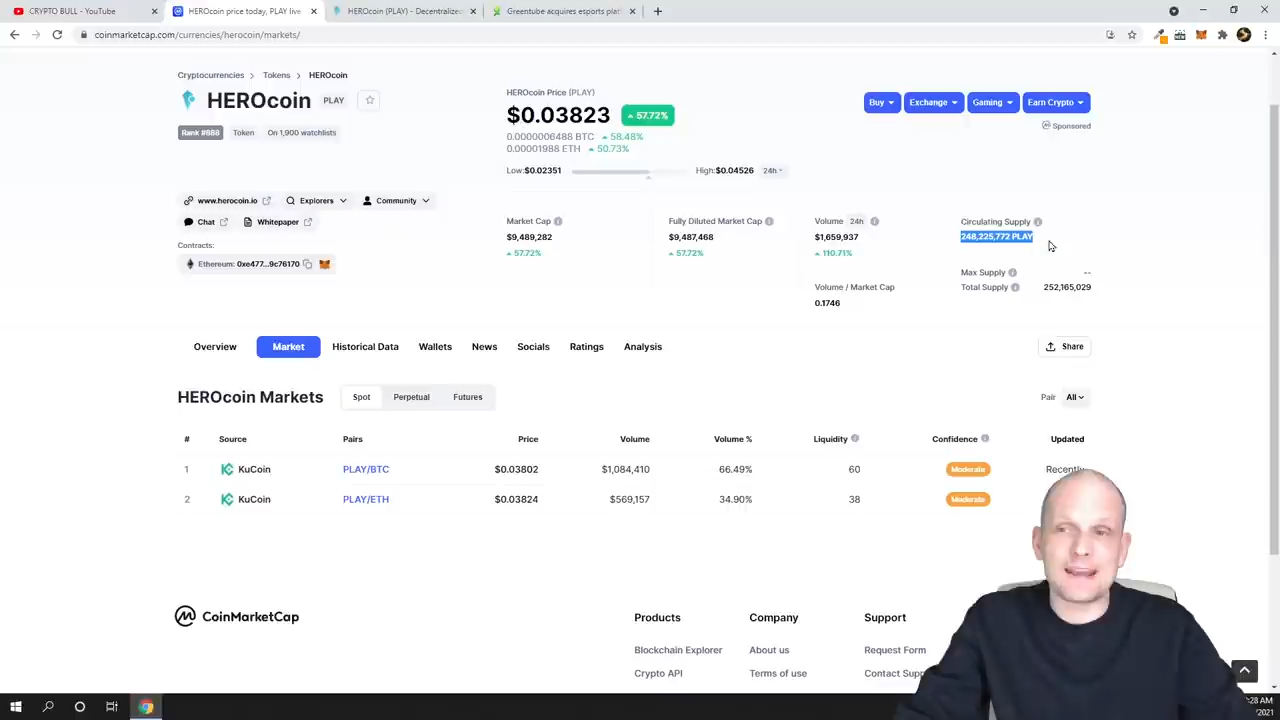 CRYPTO BULL - YouTube
HEROcoin price today, PLAY live
HEROcoin (PLAY) - Decentralized
Greentube acquires esports plat
coinmarketcap.com/currencies/herocoin/markets/
Cryptocurrencies > Tokens > HEROcoin
HEROcoin PLAY
Rank #888 Token On 1,900 watchlists
HEROcoin Price (PLAY)
$0.03823 57.72%
0.0000006488 BTC 58.48%
0.00001988 ETH 50.73%
Low:$0.02351 High:$0.04526 24h
Buy Exchange Gaming Earn Crypto
Sponsored
www.herocoin.io Explorers Community
Chat Whitepaper
Contracts:
Ethereum: 0xe477...9c76170
Market Cap
$9,489,282
57.72%
Fully Diluted Market Cap
$9,487,468
57.72%
Volume 24h
$1,659,937
110.71%
Volume / Market Cap
0.1746
Circulating Supply
248,225,772 PLAY
Max Supply --
Total Supply 252,165,029
Overview Market Historical Data Wallets News Socials Ratings Analysis Share
HEROcoin Markets Spot Perpetual Futures Pair All
# Source Pairs Price Volume Volume % Liquidity Confidence Updated
1 KuCoin PLAY/BTC $0.03802 $1,084,410 66.49% 60 Moderate Recently
2 KuCoin PLAY/ETH $0.03824 $569,157 34.90% 38 Moderate
CoinMarketCap
Products Company Support
Blockchain Explorer About us Request Form
Crypto API Terms of use Contact
:28 AM
/2021